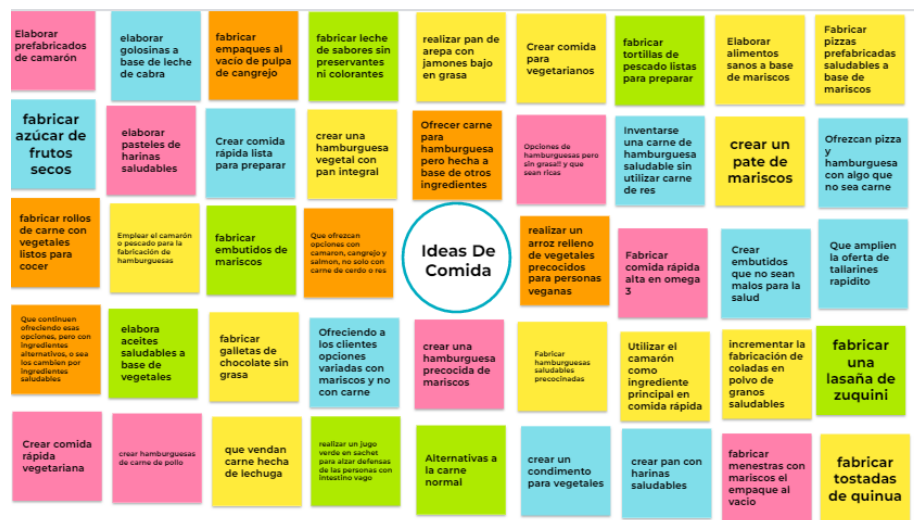 Elaborar
prefabricados
de camarón
elaborar
golosinas a
base de leche
de cabra
fabricar
empaques al
vacío de pulpa
de cangrejo
fabricar leche
de sabores sin
preservantes
ni colorantes
realizar pan de
arepa con
jamones bajo
en grasa
Crear comida
para
vegetarianos
fabricar
tortillas de
pescado listas
para preparar
Elaborar
alimentos
sanos a base
de mariscos
Fabricar
pizzas
prefabricadas
saludables a
base de
mariscos
fabricar
azúcar de
frutos
secos
elaborar
pasteles de
harinas
saludables
Crear comida
rápida lista
para preparar
crear una
hamburguesa
vegetal con
pan integral
Ofrecer carne
para
hamburguesa
pero hecha a
base de otros
ingredientes
Opciones de
hamburguesas pero
sin grasa!! y que
sean ricas
Inventarse
una carne de
hamburguesa
saludable sin
utilizar carne
de res
crear un
pate de
mariscos
Ofrezcan pizza
y
hamburguesa
con algo que
no sea carne
fabricar rollos
de carne con
vegetales
listos para
cocer
Emplear el camarón
o pescado para la
fabricación de
hamburguesas
fabricar
embutidos de
mariscos
Que ofrezcan
opciones con
camaron, cangrejo y
salmon, no solo con
carne de cerdo o res
Ideas De
Comida
realizar un
arroz relleno
de vegetales
precocidos
para personas
veganas
Fabricar
comida rápida
alta en omega
3
Crear
embutidos
que no sean
malos para la
salud
Que amplien
la oferta de
tallarines
rapidito
Que continuen
ofreciendo esas
opciones, pero con
ingredientes
alternativos, o sea
los cambien por
ingredientes
saludables
elabora
aceites
saludables a
base de
vegetales
fabricar
galletas de
chocolate sin
grasa
Ofreciendo a
los clientes
opciones
variadas con
mariscos y no
con carne
crear una
hamburguesa
precocida de
mariscos
Fabricar
hamburguesas
saludables
precocinadas
Utilizar el
camarón
como
ingrediente
principal en
comida rápida
incrementar la
fabricación de
coladas en
polvo de
granos
saludables
fabricar
una
lasaña de
zuquini
Crear comida
rápida
vegetariana
crear hamburguesas
de carne de pollo
que vendan
carne hecha
de lechuga
realizar un jugo
verde en sachet
para alzar defensas
de las personas con
intestino vago
Alternativas a
la carne
normal
crear un
condimento
para vegetales
crear pan con
harinas
saludables
fabricar
menestras con
mariscos el
empaque al
vacio
fabricar
tostadas
de quinua